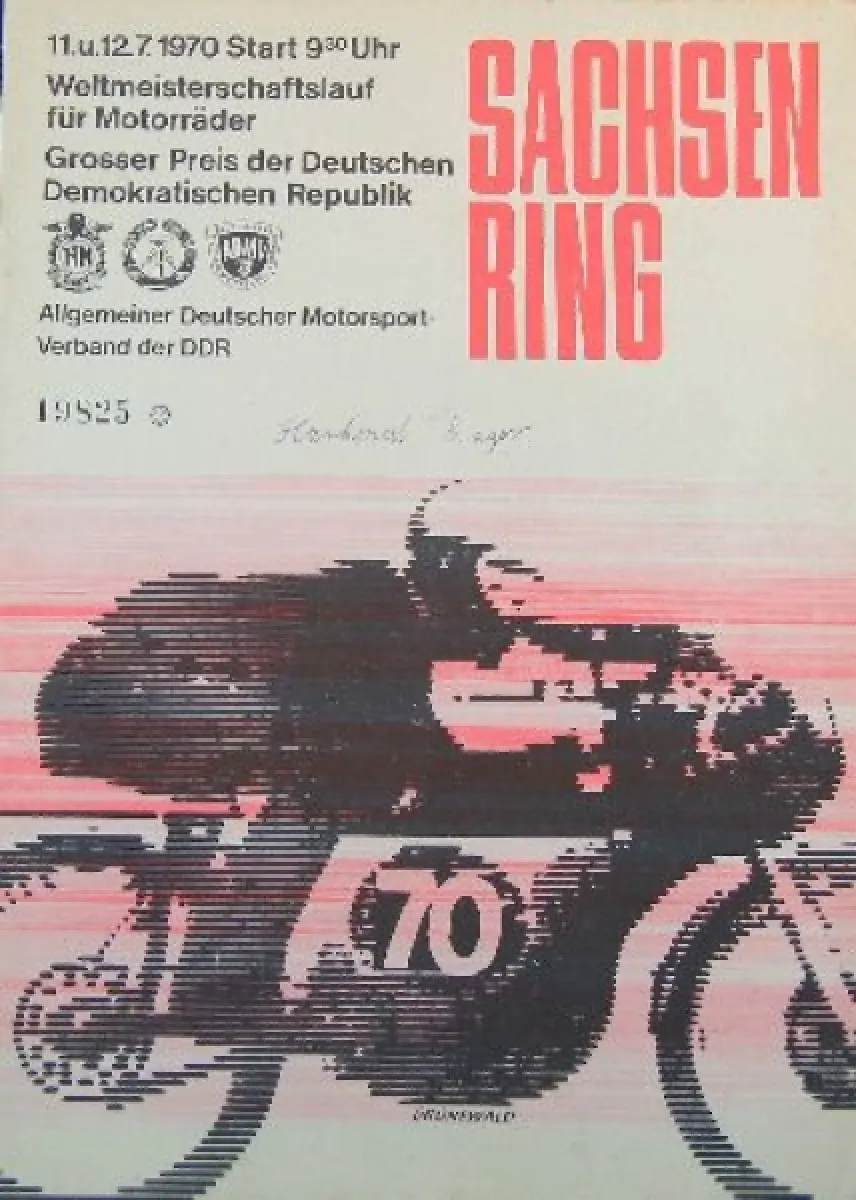 11.u.12.7.1970 Start 9³⁰ Uhr
Weltmeisterschaftslauf
für Motorräder
Grosser Preis der Deutschen
Demokratischen Republik
SACHSEN
RING
Allgemeiner Deutscher Motorsport-
Verband der DDR
19825
70
GRÜNEWALD